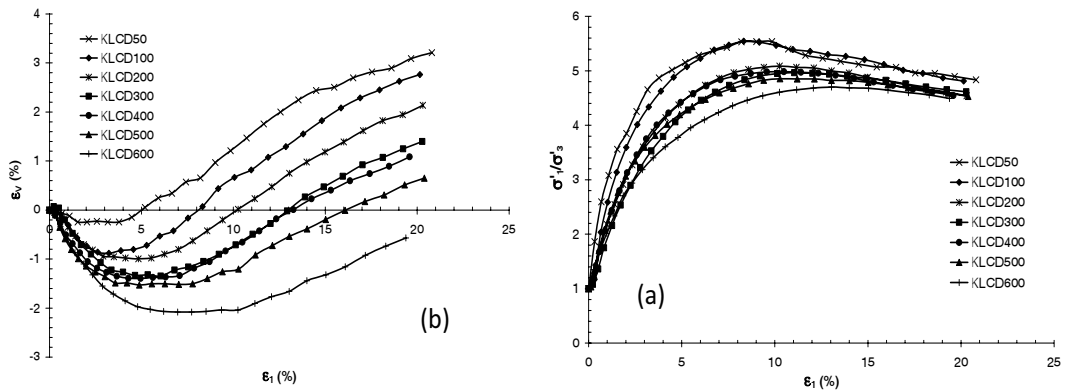 4
3
2
1
0
-1
-2
-3
εᵥ (%)
0
5
10
15
20
25
ε₁ (%)
KLCD50
KLCD100
KLCD200
KLCD300
KLCD400
KLCD500
KLCD600
(b)
6
5
4
3
2
1
0
σ'₁/σ'₃
0
5
10
15
20
25
ε₁ (%)
KLCD50
KLCD100
KLCD200
KLCD300
KLCD400
KLCD500
KLCD600
(a)